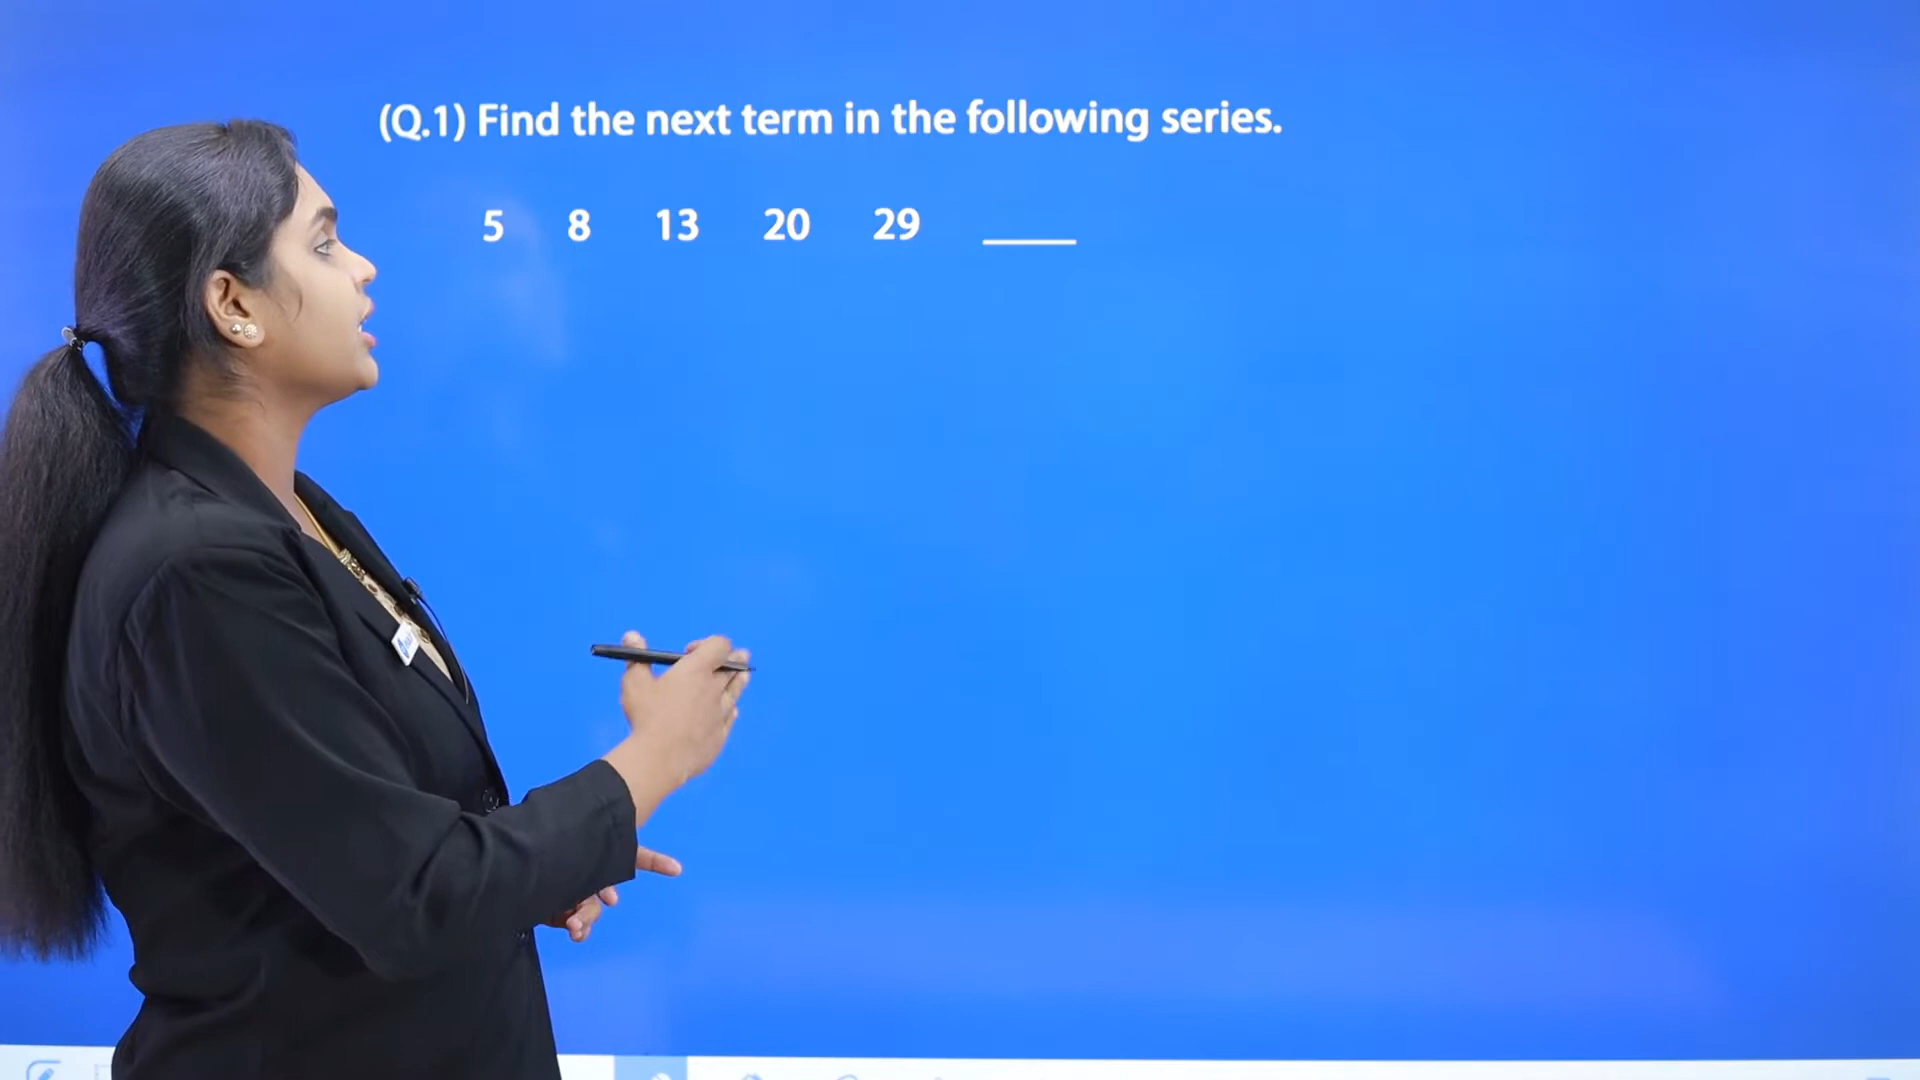 (Q.1) Find the next term in the following series.
5 8 13 20 29 ____